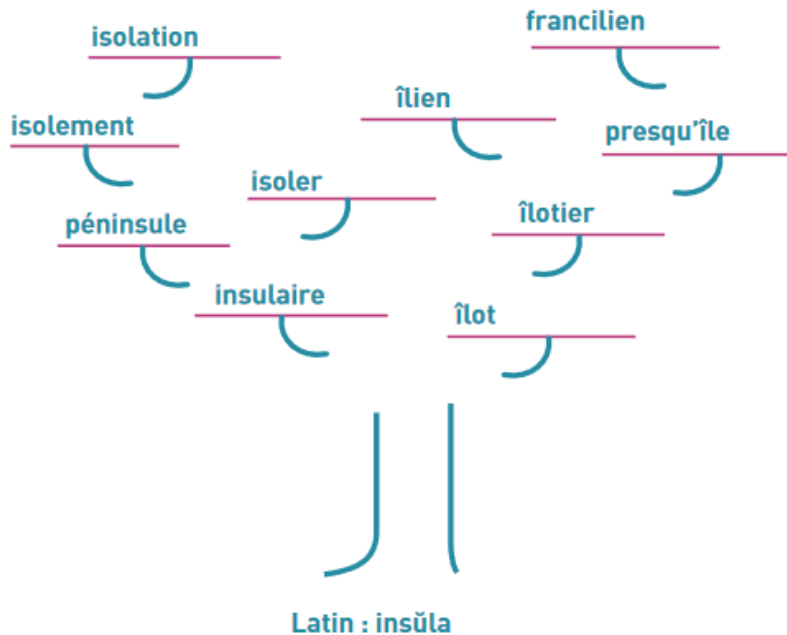 francilien
isolation
îlien
isolement
presqu'île
isoler
îlotier
péninsule
insulaire
îlot
Latin : insŭla